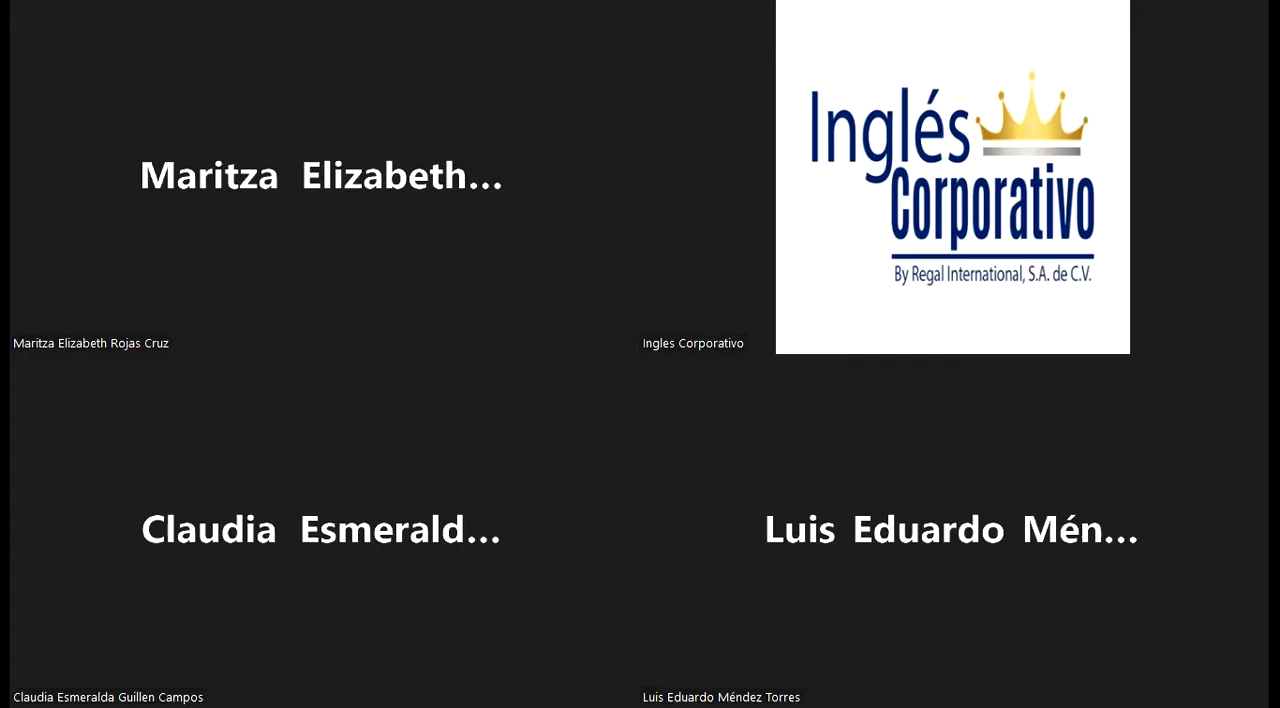 Maritza Elizabeth...
Maritza Elizabeth Rojas Cruz
Inglés
Corporativo
By Regal International, S.A. de C.V.
Ingles Corporativo
Claudia Esmerald...
Claudia Esmeralda Guillen Campos
Luis Eduardo Mén...
Luis Eduardo Méndez Torres